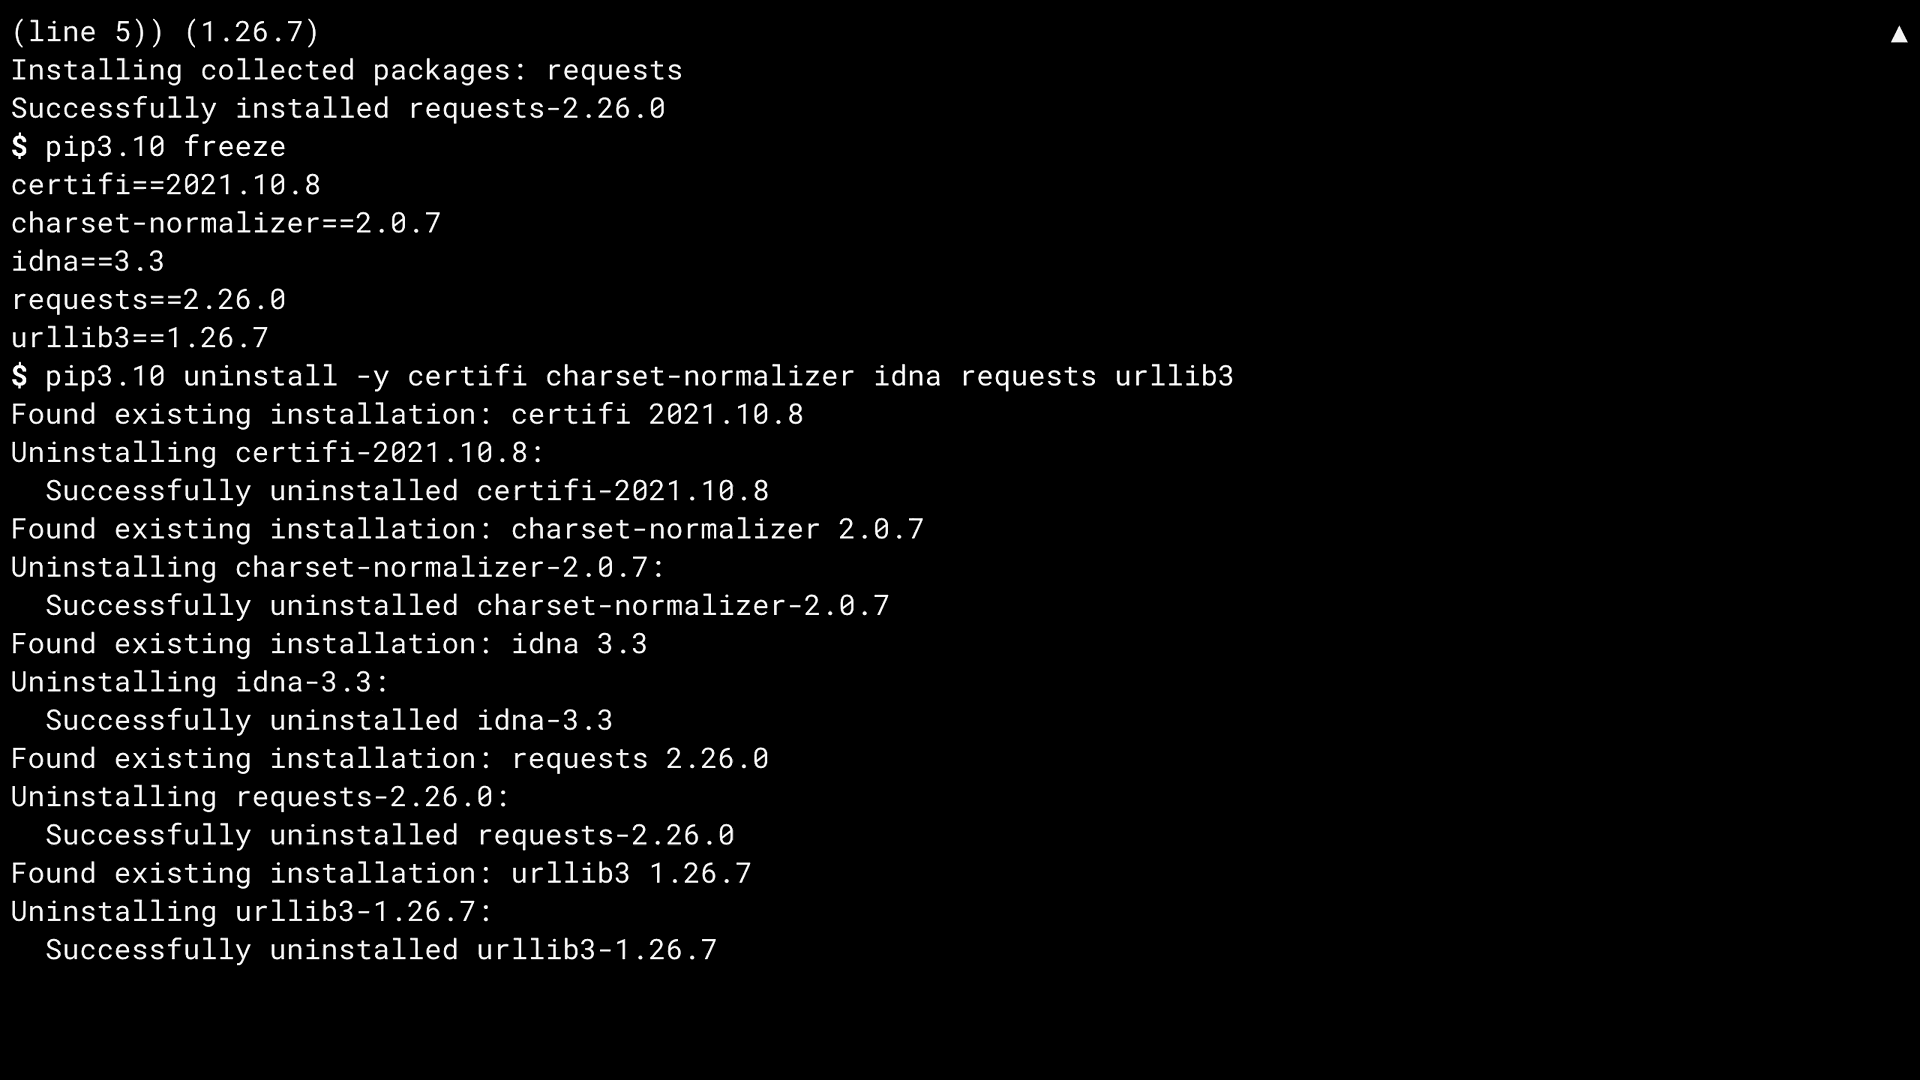 (line 5)) (1.26.7)
Installing collected packages: requests
Successfully installed requests-2.26.0
$ pip3.10 freeze
certifi==2021.10.8
charset-normalizer==2.0.7
idna==3.3
requests==2.26.0
urllib3==1.26.7
$ pip3.10 uninstall -y certifi charset-normalizer idna requests urllib3
Found existing installation: certifi 2021.10.8
Uninstalling certifi-2021.10.8:
  Successfully uninstalled certifi-2021.10.8
Found existing installation: charset-normalizer 2.0.7
Uninstalling charset-normalizer-2.0.7:
  Successfully uninstalled charset-normalizer-2.0.7
Found existing installation: idna 3.3
Uninstalling idna-3.3:
  Successfully uninstalled idna-3.3
Found existing installation: requests 2.26.0
Uninstalling requests-2.26.0:
  Successfully uninstalled requests-2.26.0
Found existing installation: urllib3 1.26.7
Uninstalling urllib3-1.26.7:
  Successfully uninstalled urllib3-1.26.7